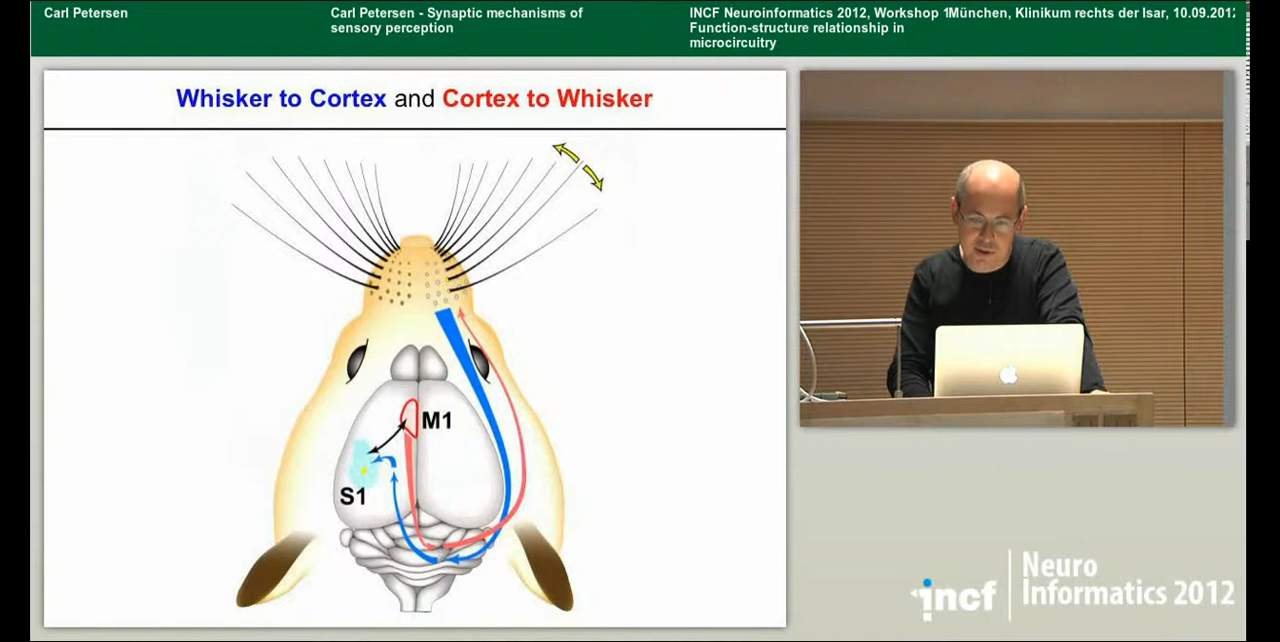 Carl Petersen
Carl Petersen - Synaptic mechanisms of
sensory perception
INCF Neuroinformatics 2012, Workshop 1München, Klinikum rechts der Isar, 10.09.2012
Function-structure relationship in
microcircuitry
Whisker to Cortex and Cortex to Whisker
M1
S1
incf
Neuro
Informatics 2012